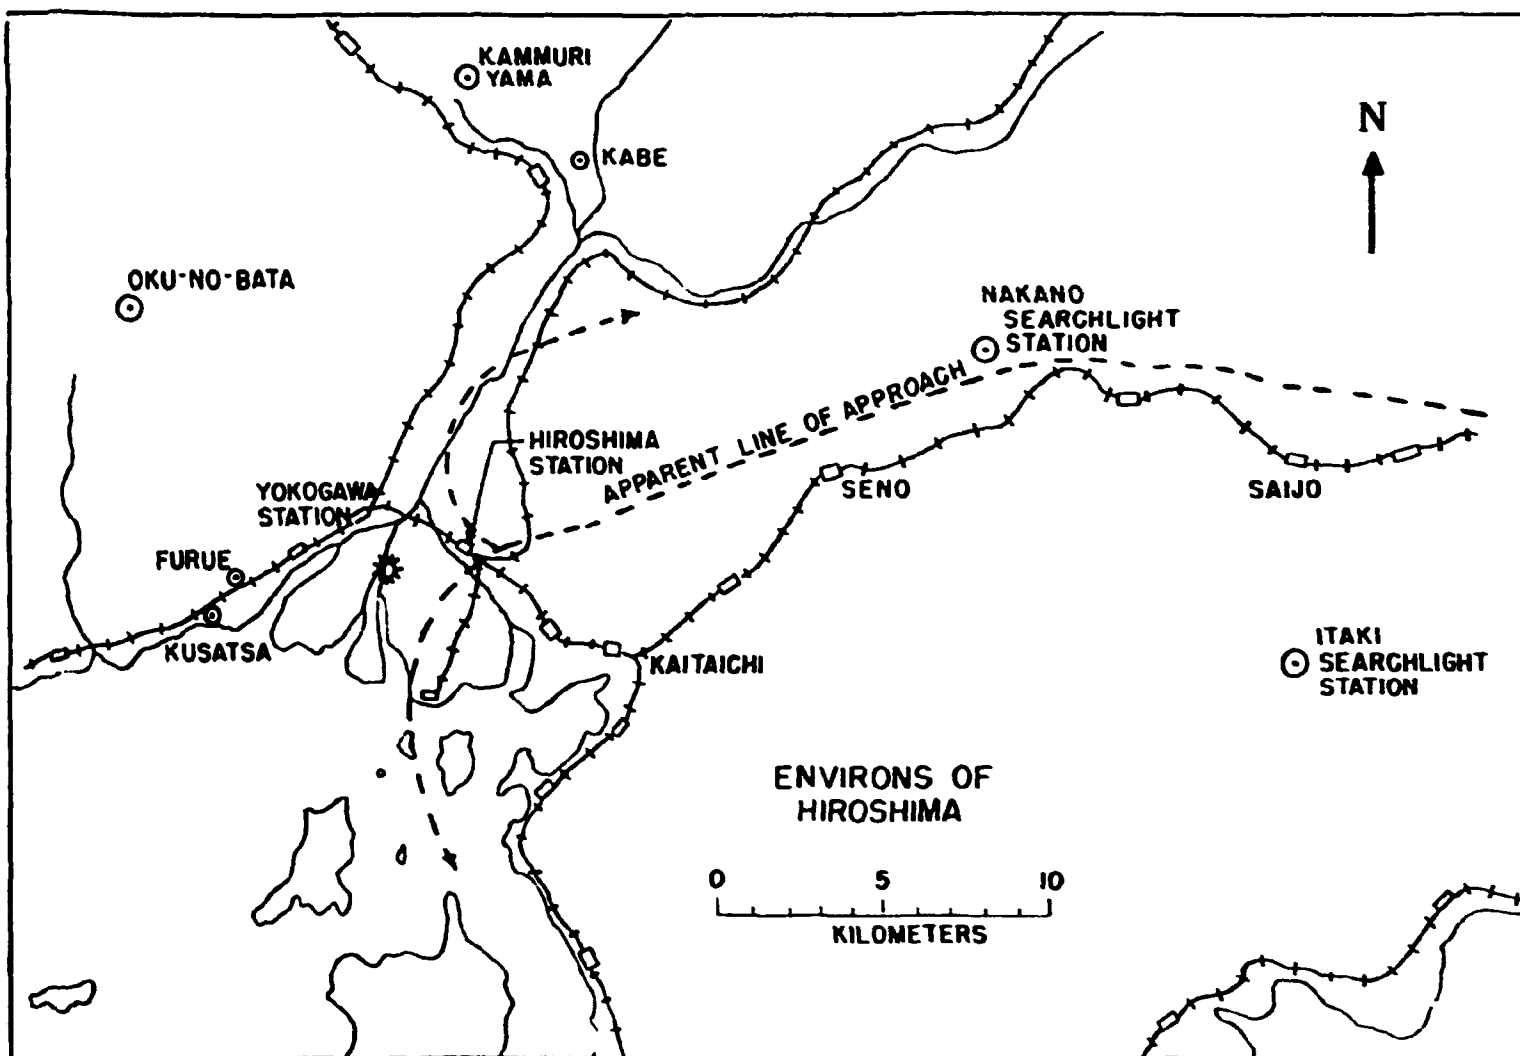 KAMMURI
YAMA
N
KABE
OKU-NO-BATA
NAKANO
SEARCHLIGHT
STATION
APPARENT LINE OF APPROACH
HIROSHIMA
STATION
YOKOGAWA
STATION
SENO
SAIJO
FURUE
KUSATSA
KAITAICHI
ITAKI
SEARCHLIGHT
STATION
ENVIRONS OF
HIROSHIMA
0 5 10
KILOMETERS